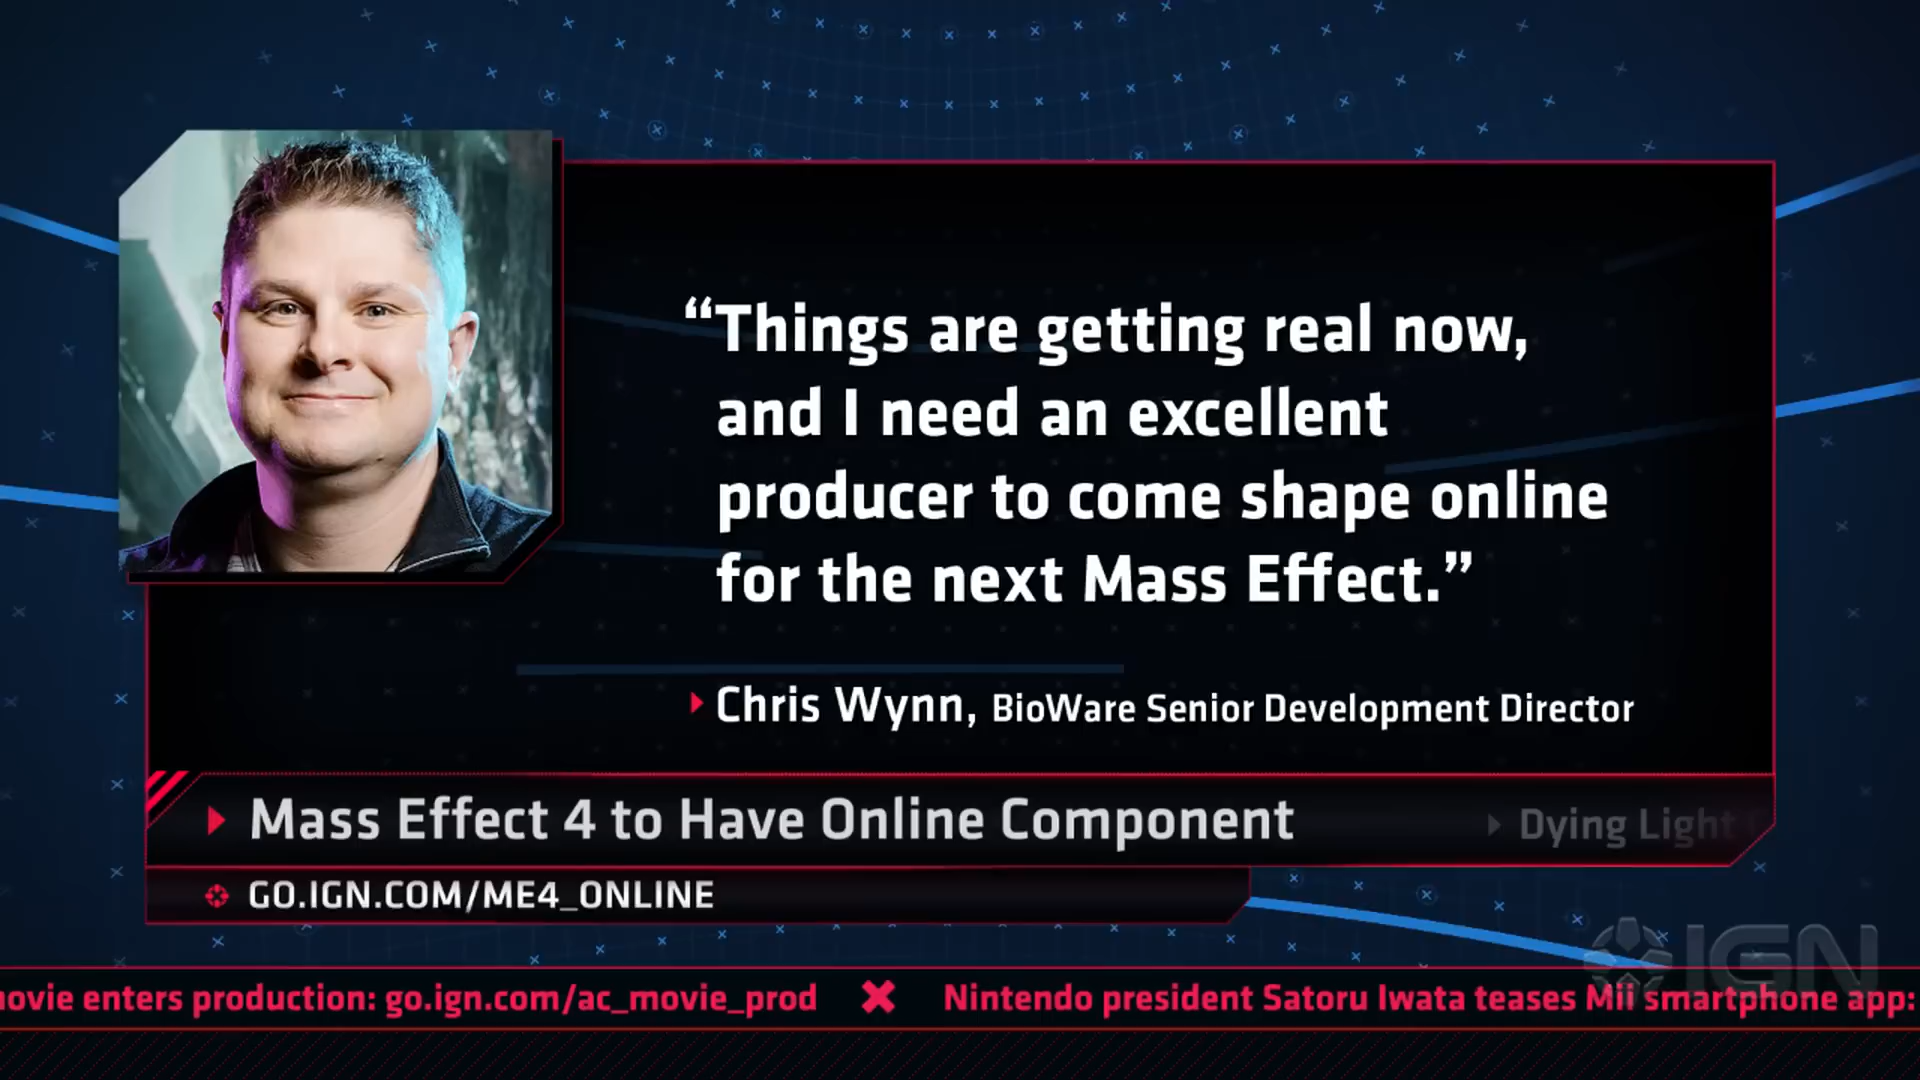 “Things are getting real now,
and I need an excellent
producer to come shape online
for the next Mass Effect.”
Chris Wynn, BioWare Senior Development Director
Mass Effect 4 to Have Online Component
Dying Light
GO.IGN.COM/ME4_ONLINE
IGN
movie enters production: go.ign.com/ac_movie_prod
Nintendo president Satoru Iwata teases Mii smartphone app: